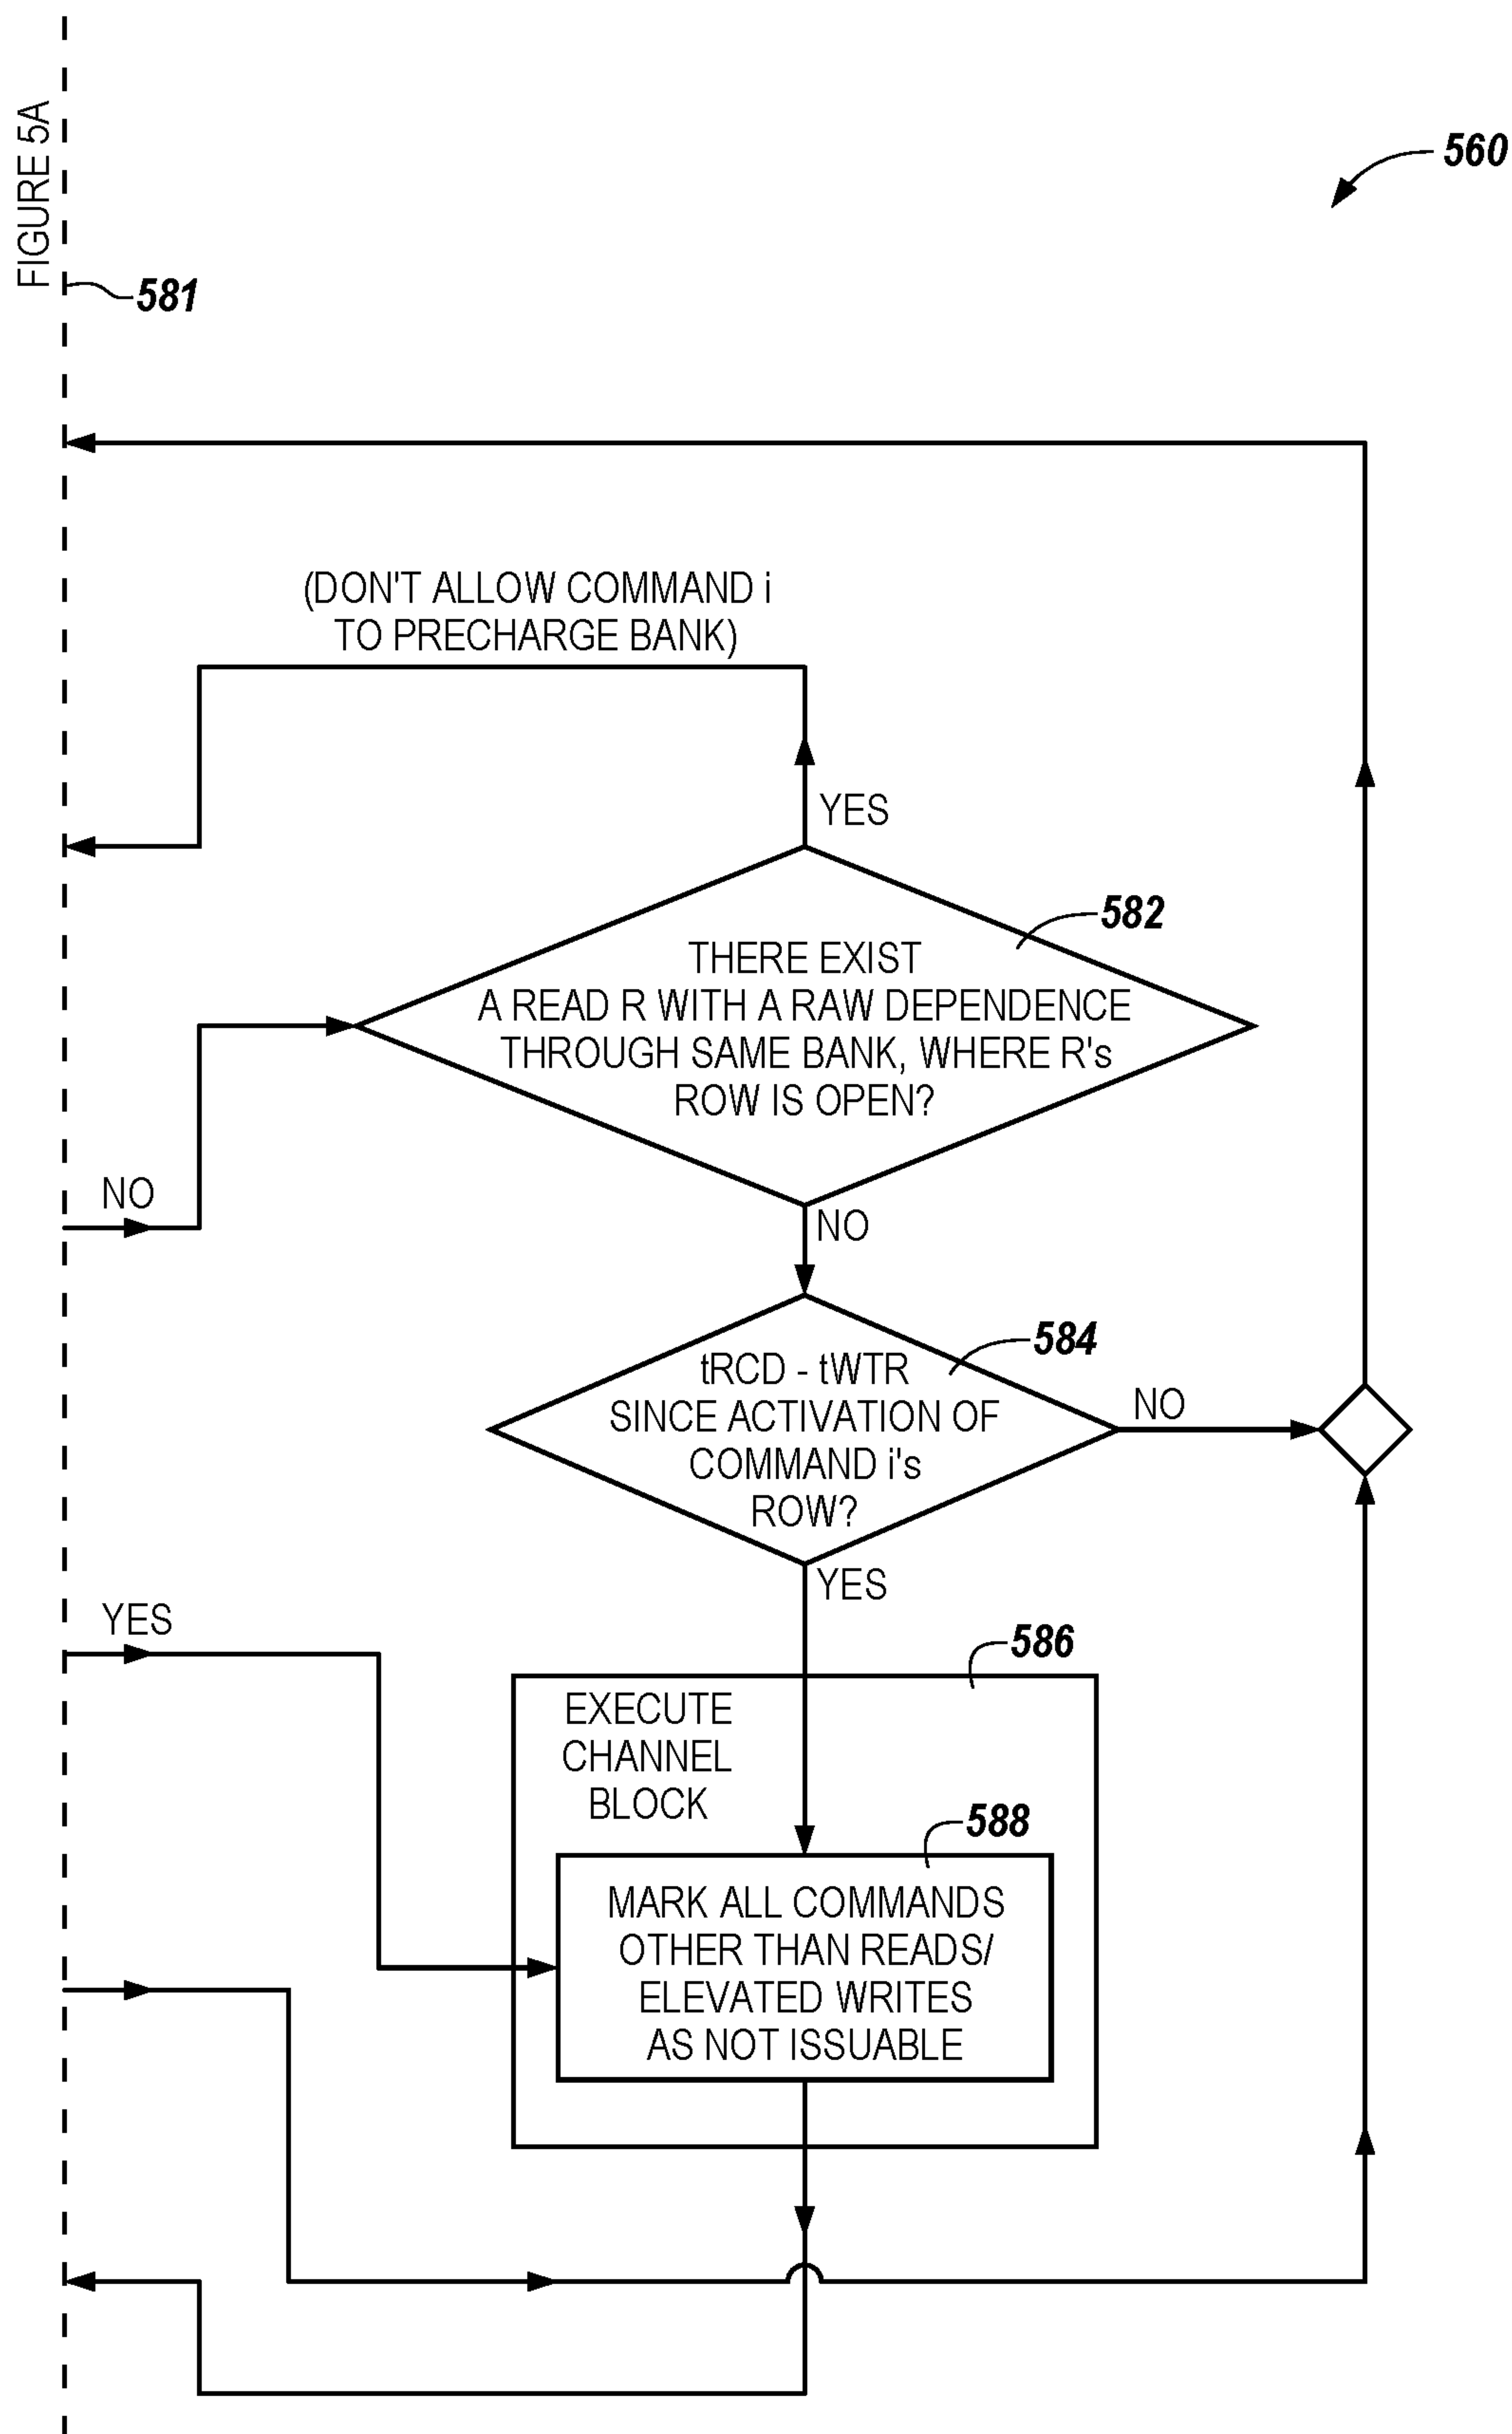 FIGURE 5A
560
581
(DON'T ALLOW COMMAND i
TO PRECHARGE BANK)
YES
582
THERE EXIST
A READ R WITH A RAW DEPENDENCE
THROUGH SAME BANK, WHERE R's
ROW IS OPEN?
NO
NO
584
tRCD - tWTR
SINCE ACTIVATION OF
COMMAND i's
ROW?
NO
YES
YES
586
EXECUTE
CHANNEL
BLOCK
588
MARK ALL COMMANDS
OTHER THAN READS/
ELEVATED WRITES
AS NOT ISSUABLE